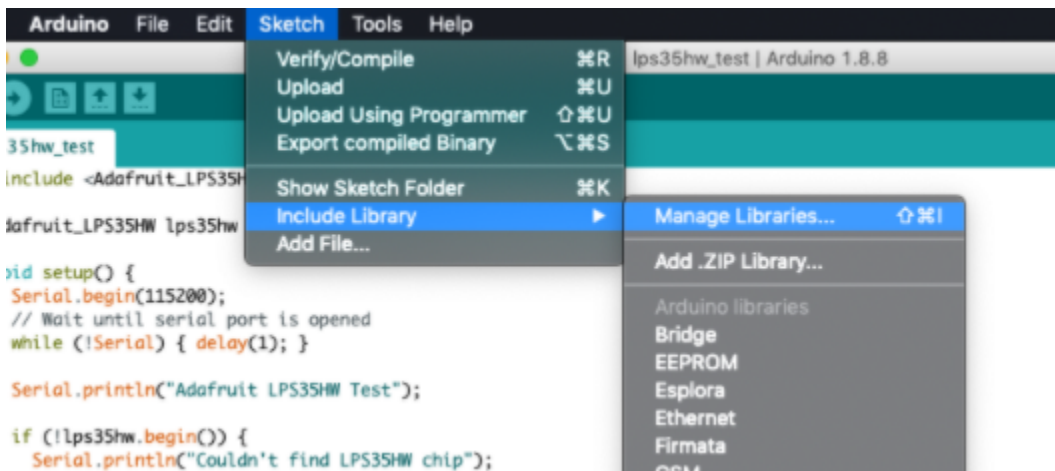 Arduino File Edit Sketch Tools Help
lps35hw_test | Arduino 1.8.8
Verify/Compile ⌘R
Upload ⌘U
Upload Using Programmer ⇧⌘U
Export compiled Binary ⌥⌘S
Show Sketch Folder ⌘K
Include Library ▶
Add File...
Manage Libraries... ⇧⌘I
Add .ZIP Library...
Arduino libraries
Bridge
EEPROM
Esplora
Ethernet
Firmata
GSM
35hw_test
include <Adafruit_LPS35H
dafruit_LPS35HW lps35hw
oid setup() {
Serial.begin(115200);
// Wait until serial port is opened
while (!Serial) { delay(1); }
Serial.println("Adafruit LPS35HW Test");
if (!lps35hw.begin()) {
Serial.println("Couldn't find LPS35HW chip");